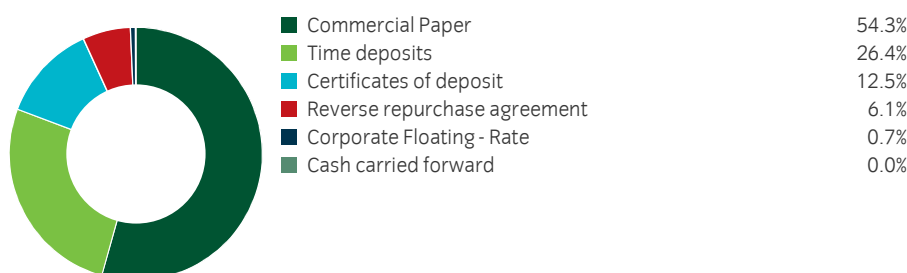 Commercial Paper 54.3%
Time deposits 26.4%
Certificates of deposit 12.5%
Reverse repurchase agreement 6.1%
Corporate Floating - Rate 0.7%
Cash carried forward 0.0%